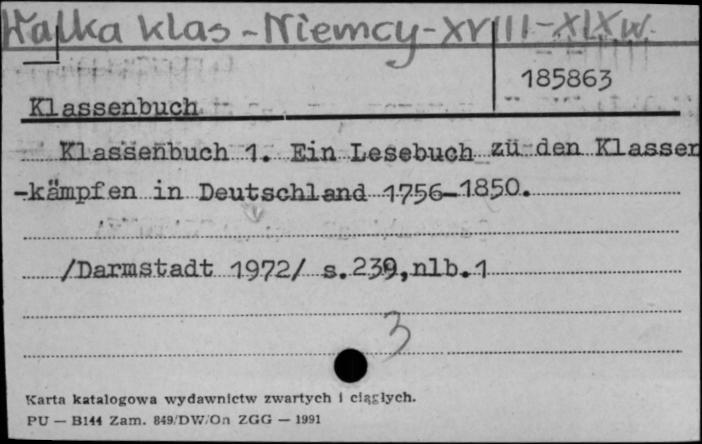 Walka klas - Niemcy - XVIII - XIX w.
185863
Klassenbuch
Klassenbuch 1. Ein Lesebuch zu den Klassen
-kämpfen in Deutschland 1756-1850.
/Darmstadt 1972/ s.239,nlb.1
3
Karta katalogowa wydawnictw zwartych i ciągłych.
PU — B144 Zam. 849/DW/On ZGG — 1991